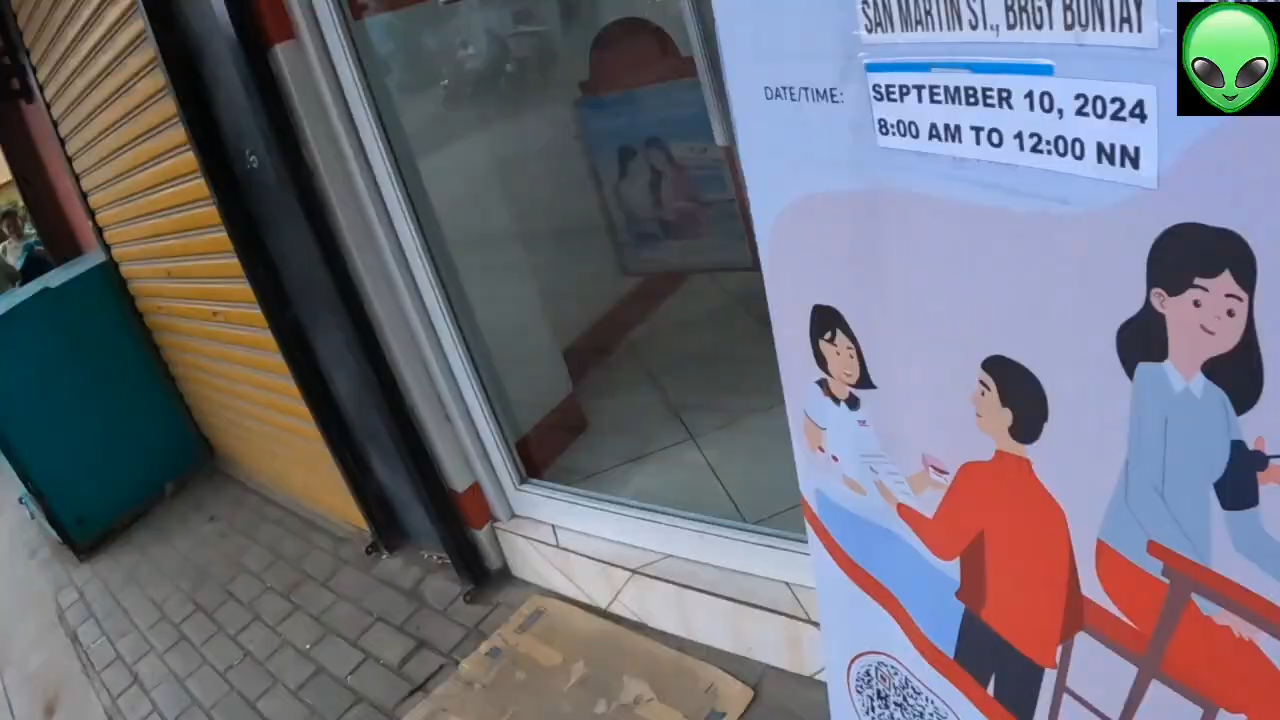 SAN MARTIN ST., BRGY BUNTAY
DATE/TIME:
SEPTEMBER 10, 2024
8:00 AM TO 12:00 NN